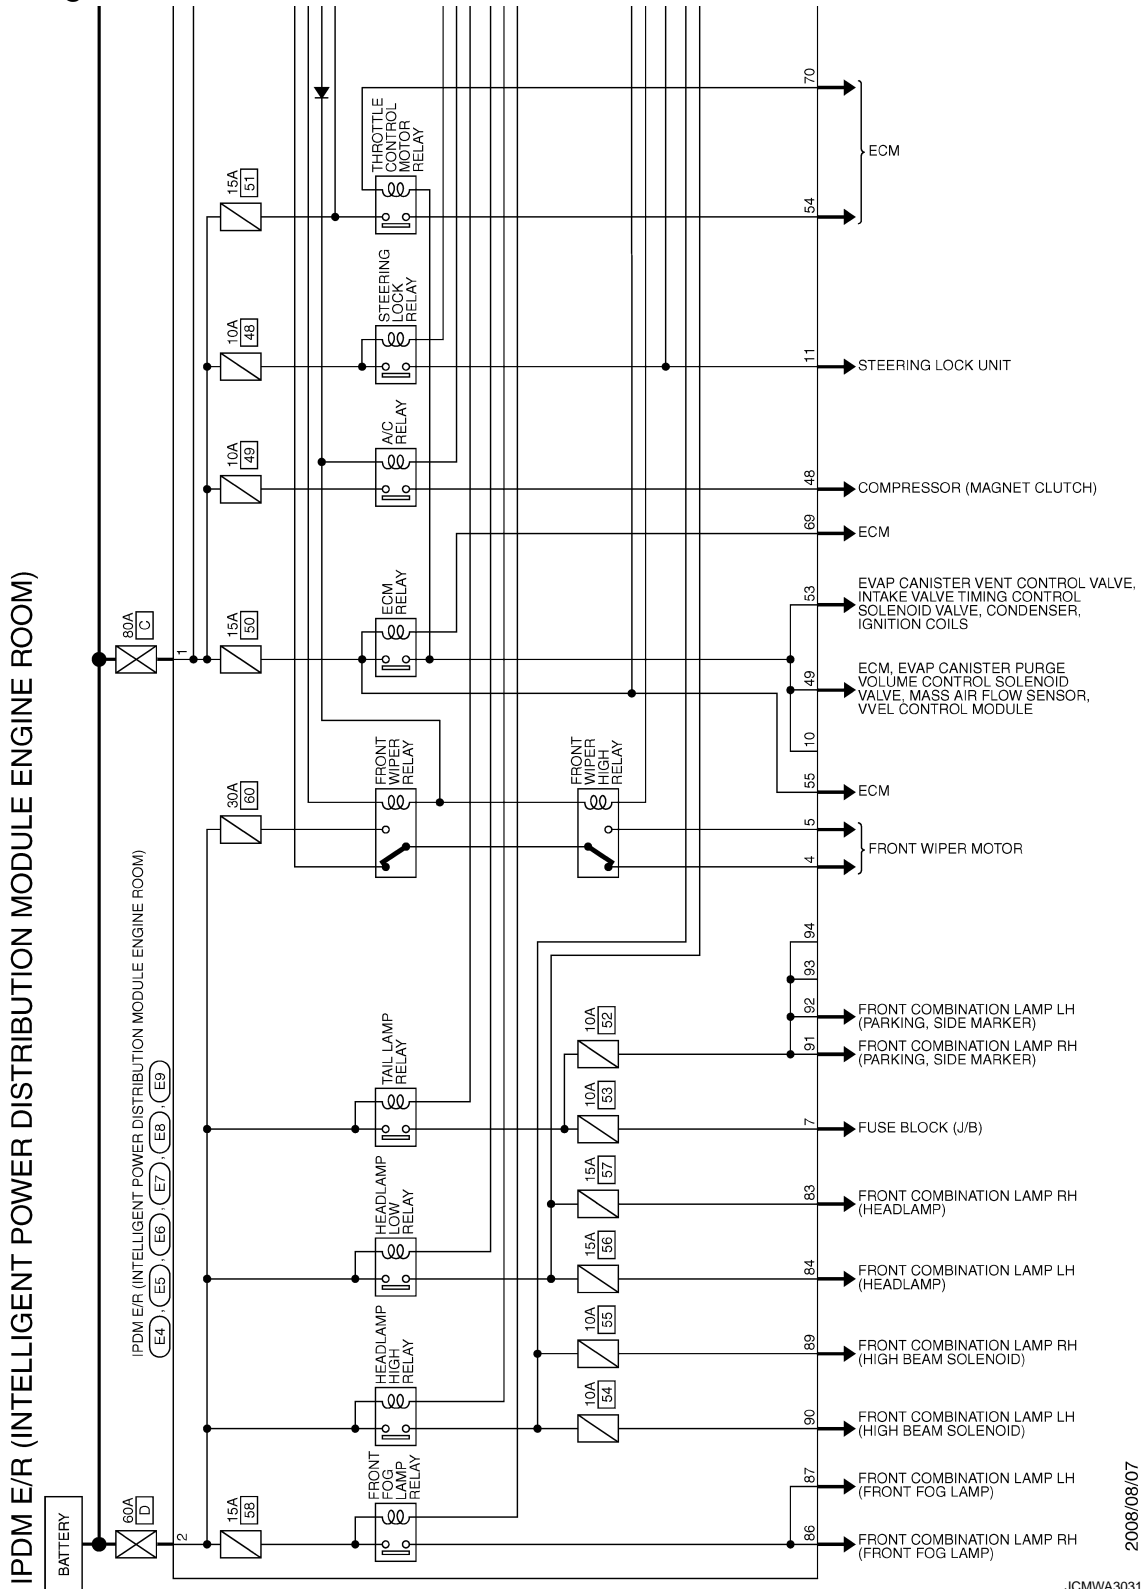 IPDM E/R (INTELLIGENT POWER DISTRIBUTION MODULE ENGINE ROOM)
70
THROTTLE
CONTROL
MOTOR
RELAY
ECM
15A
51
54
STEERING
LOCK
RELAY
10A
48
11
STEERING LOCK UNIT
A/C
RELAY
10A
49
48
COMPRESSOR (MAGNET CLUTCH)
69
ECM
ECM
RELAY
53
EVAP CANISTER VENT CONTROL VALVE,
INTAKE VALVE TIMING CONTROL
SOLENOID VALVE, CONDENSER,
IGNITION COILS
80A
C
1
15A
50
49
ECM, EVAP CANISTER PURGE
VOLUME CONTROL SOLENOID
VALVE, MASS AIR FLOW SENSOR,
VVEL CONTROL MODULE
10
FRONT
WIPER
RELAY
FRONT
WIPER
HIGH
RELAY
55
ECM
30A
60
5
FRONT WIPER MOTOR
4
IPDM E/R (INTELLIGENT POWER DISTRIBUTION MODULE ENGINE ROOM)
E4 , E5 , E6 , E7 , E8 , E9
94
93
92
FRONT COMBINATION LAMP LH
(PARKING, SIDE MARKER)
10A
52
91
FRONT COMBINATION LAMP RH
(PARKING, SIDE MARKER)
TAIL LAMP
RELAY
10A
53
7
FUSE BLOCK (J/B)
15A
57
83
FRONT COMBINATION LAMP RH
(HEADLAMP)
HEADLAMP
LOW
RELAY
15A
56
84
FRONT COMBINATION LAMP LH
(HEADLAMP)
10A
55
89
FRONT COMBINATION LAMP RH
(HIGH BEAM SOLENOID)
HEADLAMP
HIGH
RELAY
10A
54
90
FRONT COMBINATION LAMP LH
(HIGH BEAM SOLENOID)
87
FRONT COMBINATION LAMP LH
(FRONT FOG LAMP)
BATTERY
60A
D
2
15A
58
FRONT
FOG
LAMP
RELAY
86
FRONT COMBINATION LAMP RH
(FRONT FOG LAMP)
2008/08/07
JCMWA3031